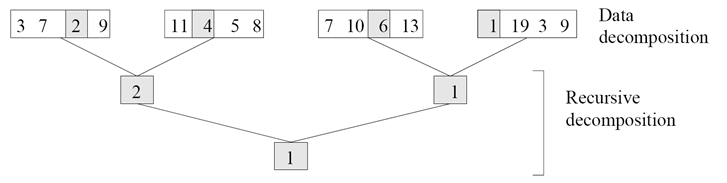 3 7 2 9 11 4 5 8 7 10 6 13 1 19 3 9 Data
decomposition
2 1 Recursive
decomposition
1